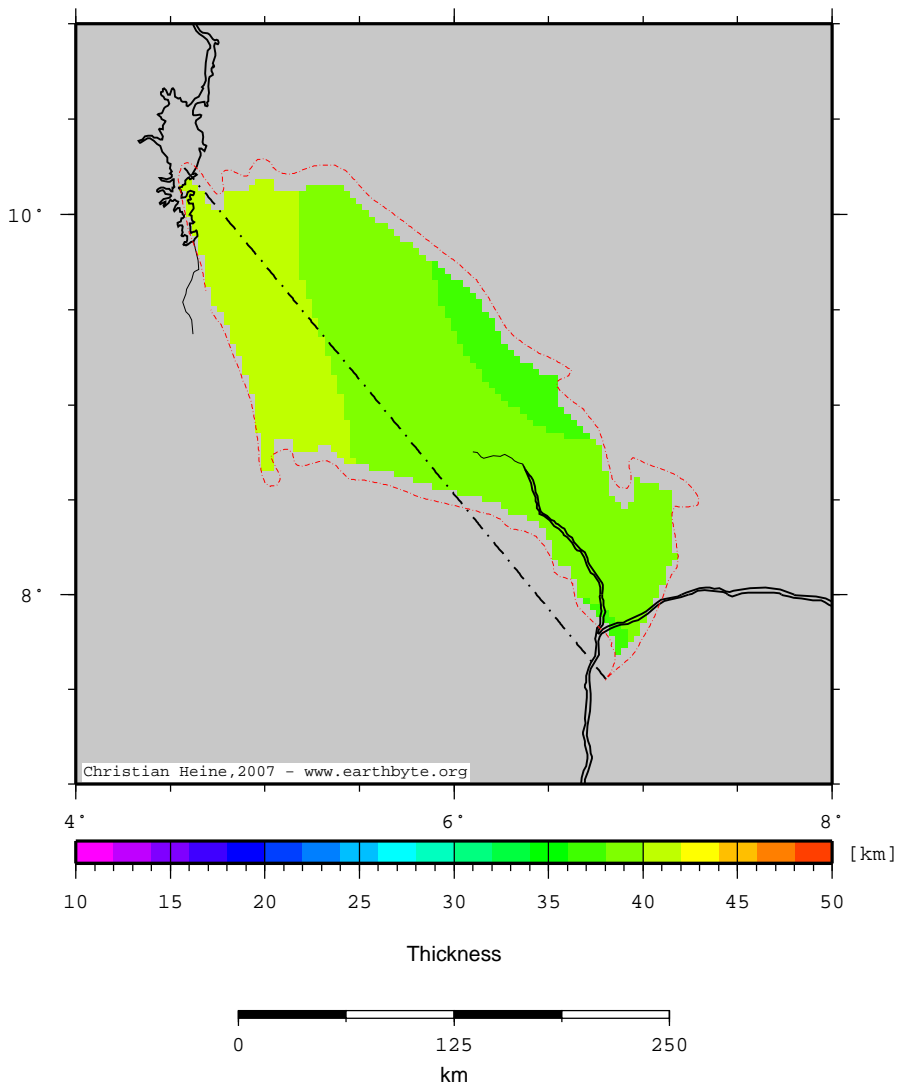 10°
8°
Christian Heine,2007 - www.earthbyte.org
4° 6° 8°
[km]
10 15 20 25 30 35 40 45 50
Thickness
0 125 250
km